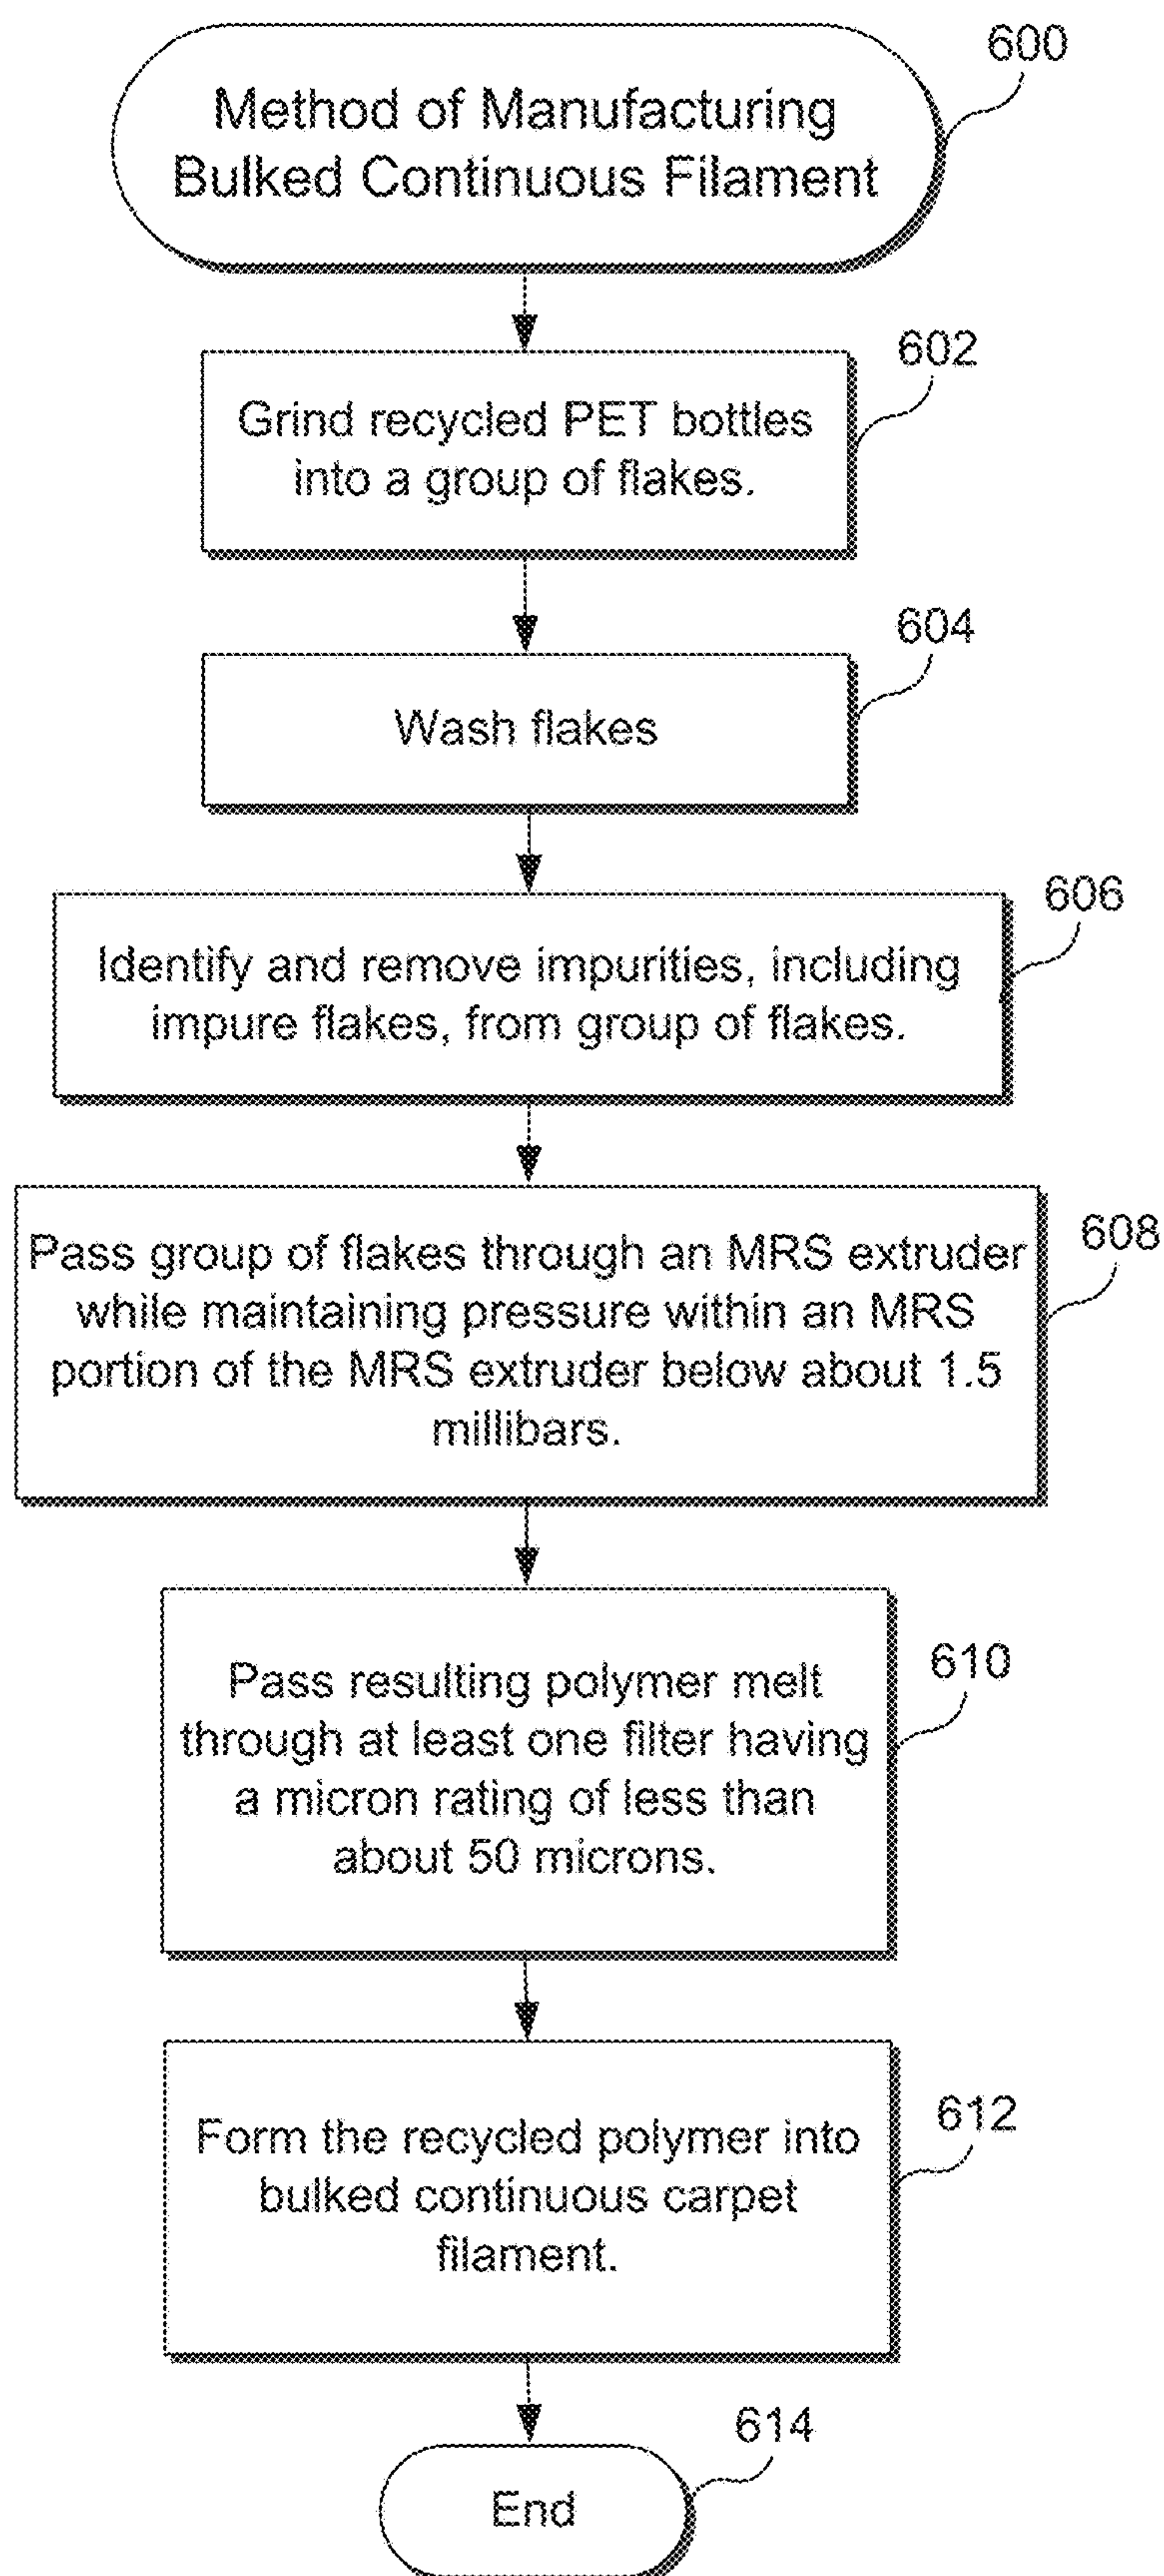 600
Method of Manufacturing
Bulked Continuous Filament
602
Grind recycled PET bottles
into a group of flakes.
604
Wash flakes
606
Identify and remove impurities, including
impure flakes, from group of flakes.
608
Pass group of flakes through an MRS extruder
while maintaining pressure within an MRS
portion of the MRS extruder below about 1.5
millibars.
610
Pass resulting polymer melt
through at least one filter having
a micron rating of less than
about 50 microns.
612
Form the recycled polymer into
bulked continuous carpet
filament.
614
End